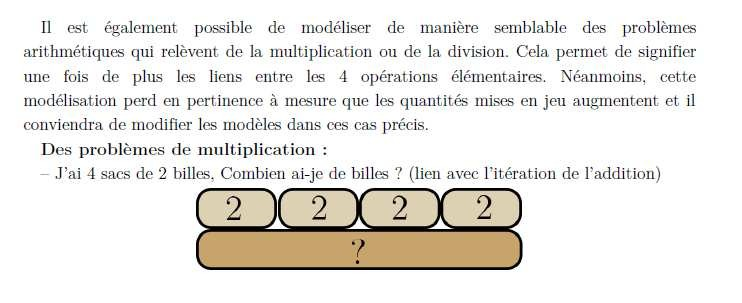 Il est également possible de modéliser de manière semblable des problèmes
arithmétiques qui relèvent de la multiplication ou de la division. Cela permet de signifier
une fois de plus les liens entre les 4 opérations élémentaires. Néanmoins, cette
modélisation perd en pertinence à mesure que les quantités mises en jeu augmentent et il
conviendra de modifier les modèles dans ces cas précis.
Des problèmes de multiplication :
– J'ai 4 sacs de 2 billes, Combien ai-je de billes ? (lien avec l'itération de l'addition)
2 2 2 2
?